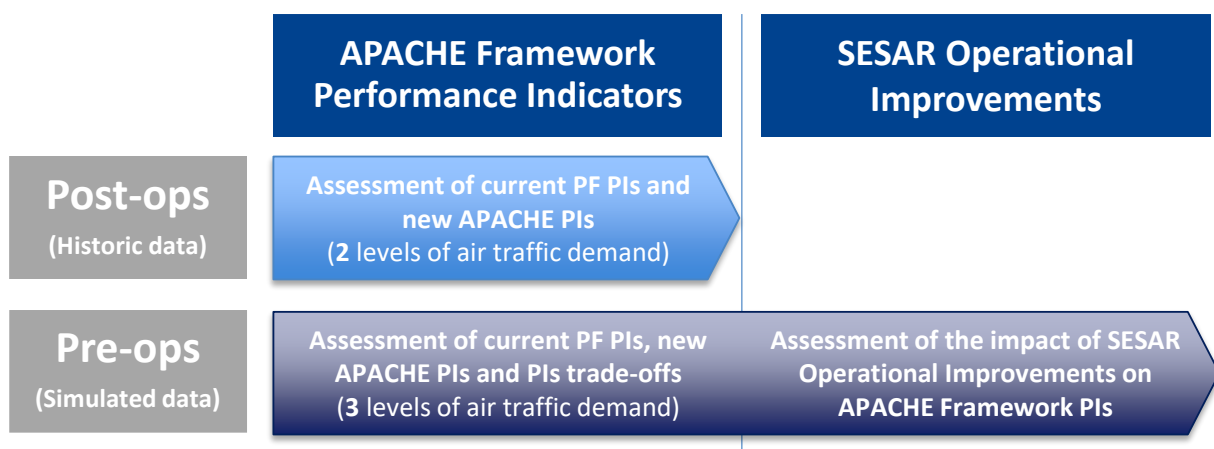 APACHE Framework
Performance Indicators
SESAR Operational
Improvements
Post-ops
(Historic data)
Assessment of current PF PIs and
new APACHE PIs
(2 levels of air traffic demand)
Pre-ops
(Simulated data)
Assessment of current PF PIs, new
APACHE PIs and PIs trade-offs
(3 levels of air traffic demand)
Assessment of the impact of SESAR
Operational Improvements on
APACHE Framework PIs